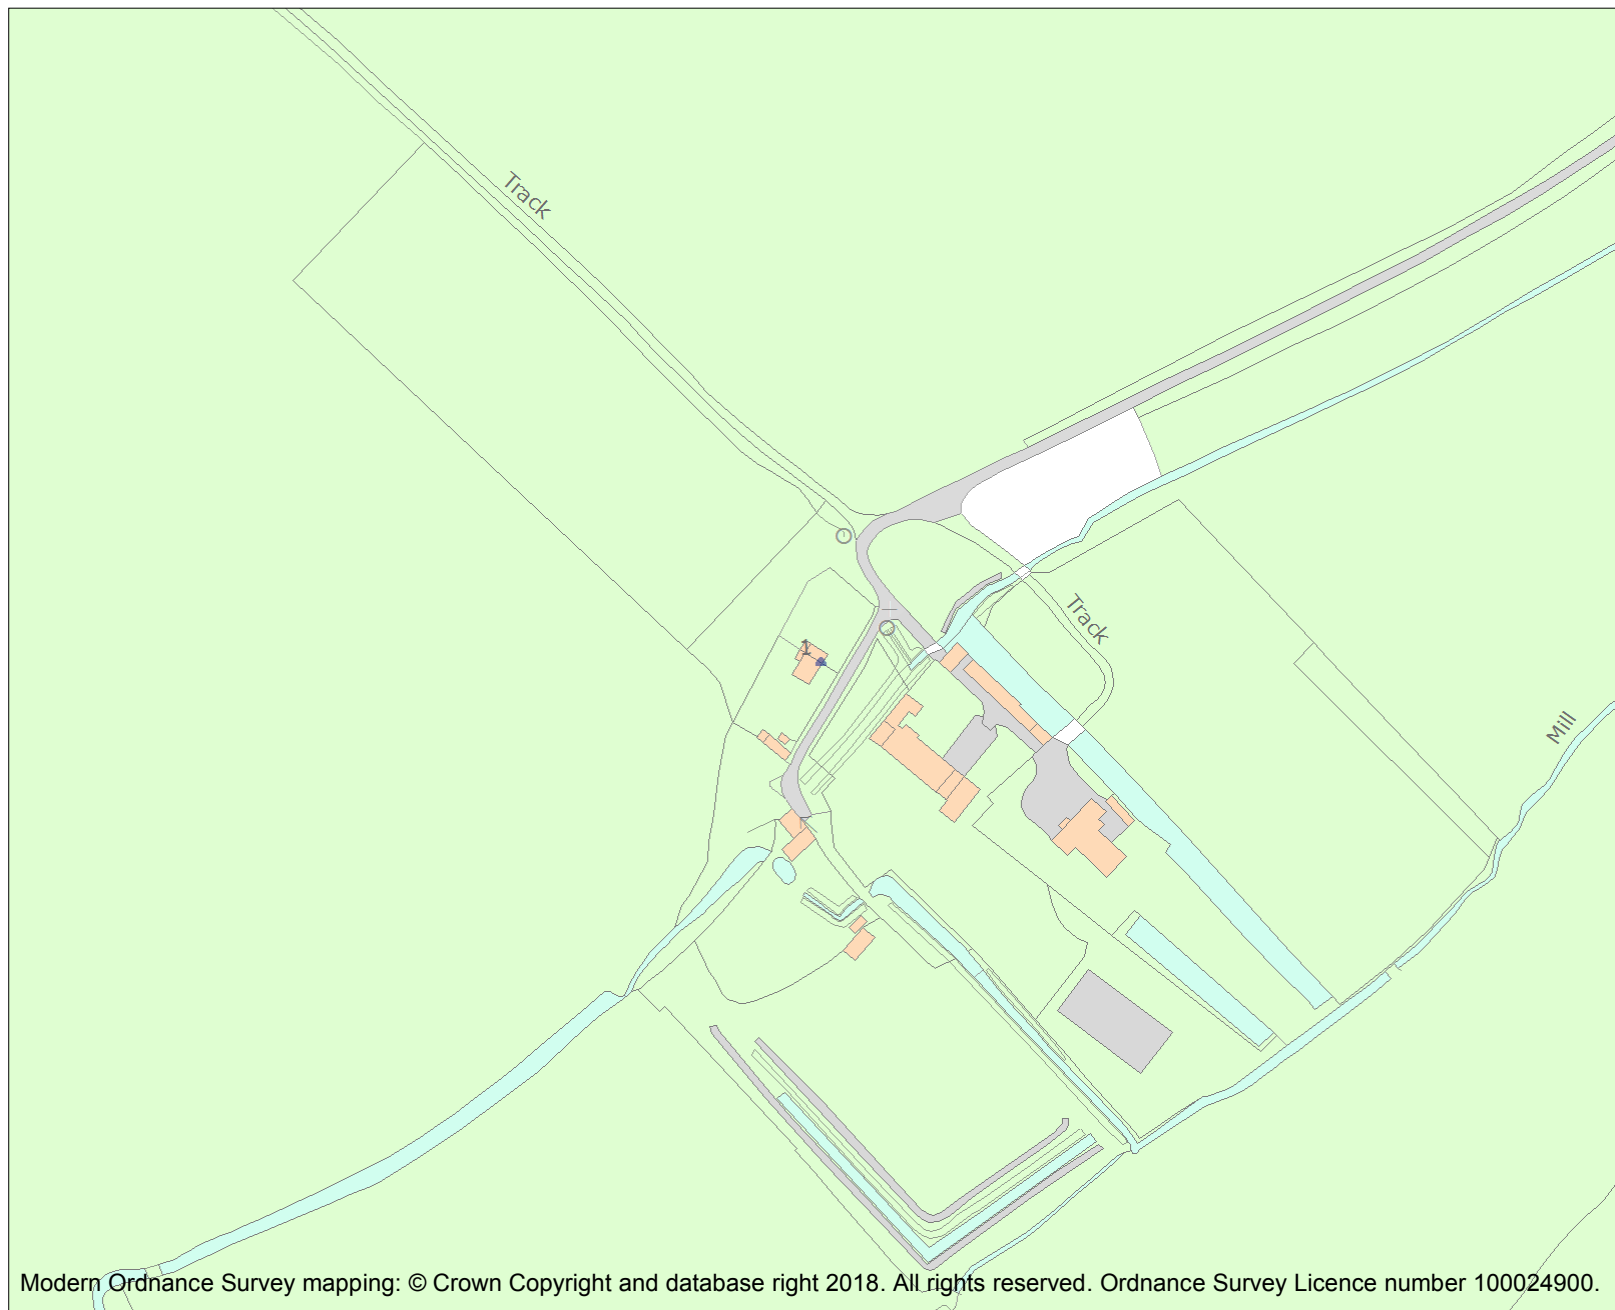 Track
Track
Mill
1
Modern Ordnance Survey mapping: © Crown Copyright and database right 2018. All rights reserved. Ordnance Survey Licence number 100024900.